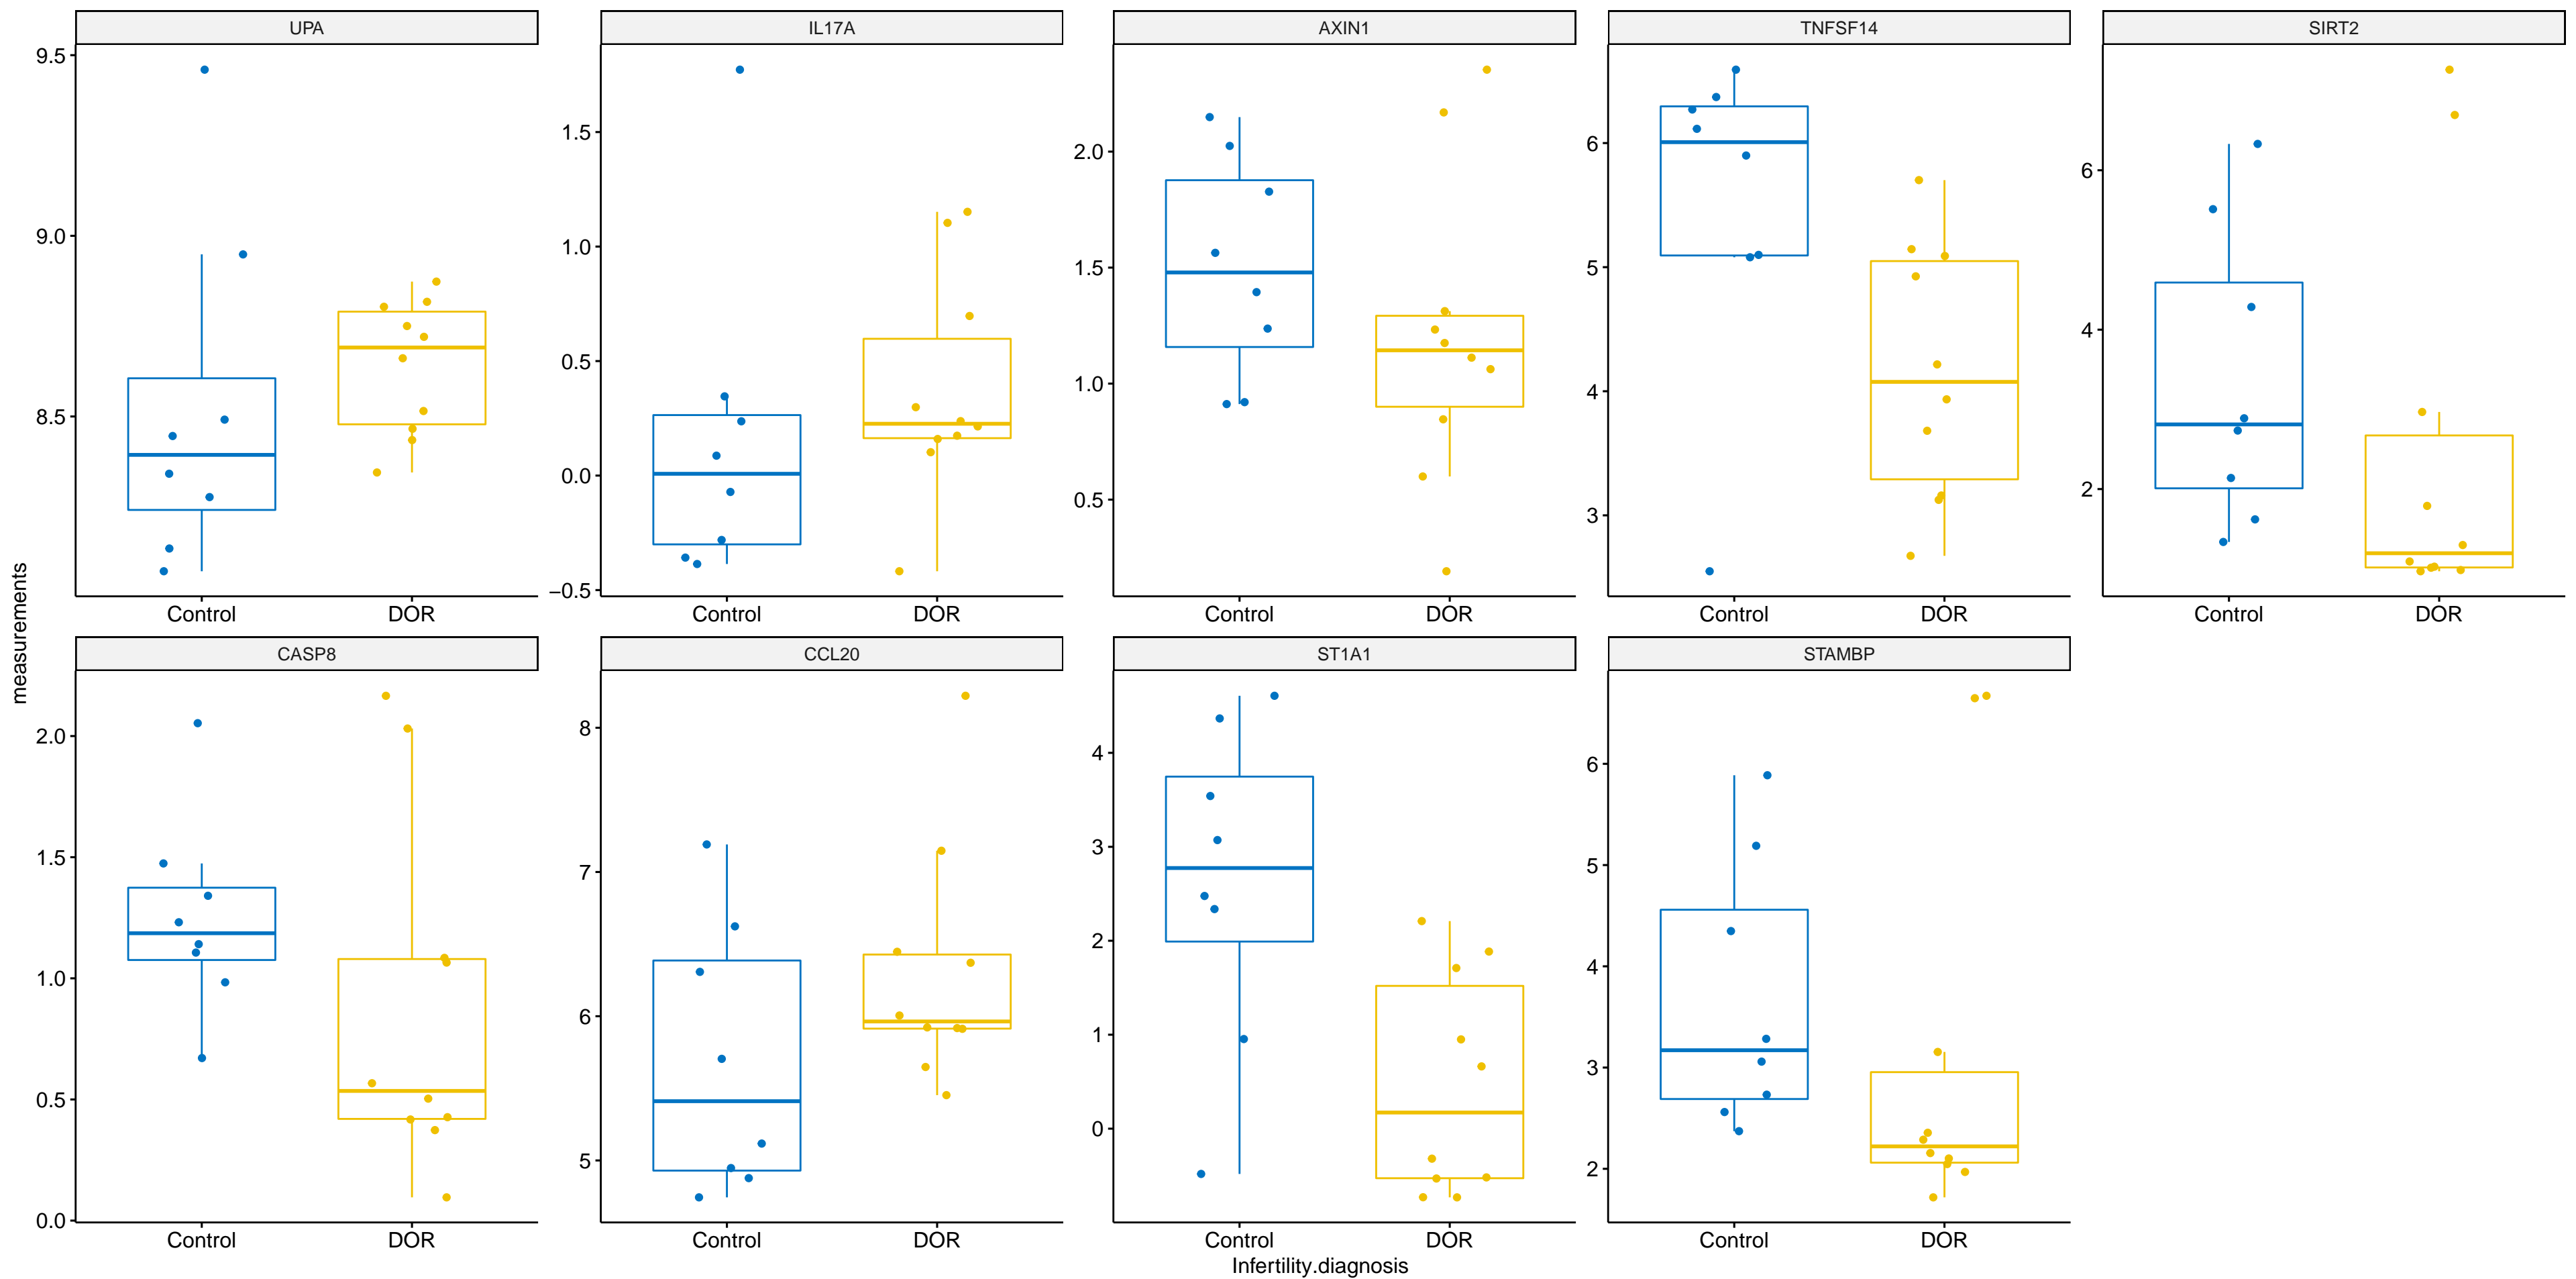 UPA
IL17A
AXIN1
TNFSF14
SIRT2
9.5
9.0
8.5
1.5
1.0
0.5
0.0
−0.5
2.0
1.5
1.0
0.5
6
5
4
3
6
4
2
Control
DOR
Control
DOR
Control
DOR
Control
DOR
Control
DOR
measurements
CASP8
CCL20
ST1A1
STAMBP
2.0
1.5
1.0
0.5
0.0
8
7
6
5
4
3
2
1
0
6
5
4
3
2
Control
DOR
Control
DOR
Control
DOR
Control
DOR
Infertility.diagnosis